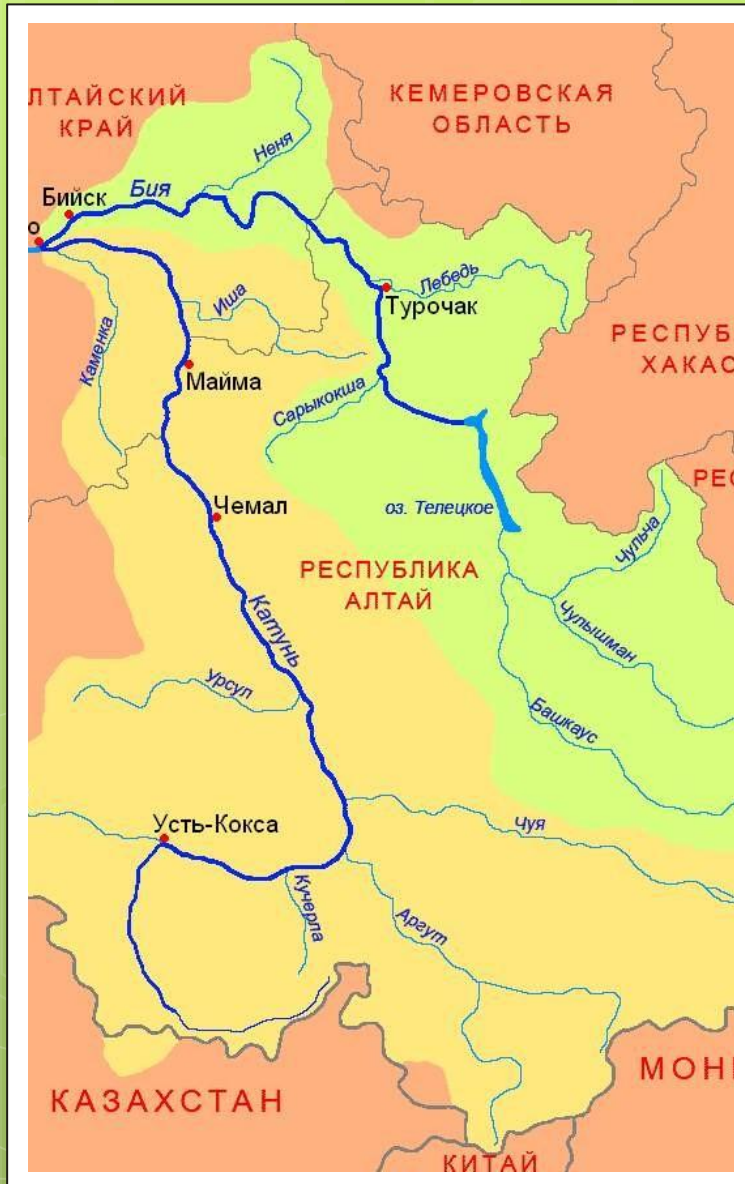 ЛТАЙСКИЙ
КРАЙ
КЕМЕРОВСКАЯ
ОБЛАСТЬ
Неня
Бия
Бийск
о
Лебедь
Турочак
Иша
Каменка
РЕСПУБ
ХАКАС
Майма
Сарыкокша
РЕС
Чемал
оз. Телецкое
Чульча
РЕСПУБЛИКА
АЛТАЙ
Катунь
Чулышман
Урсул
Башкаус
Усть-Кокса
Чуя
Кучерла
Аргут
КАЗАХСТАН
МОН
КИТАЙ